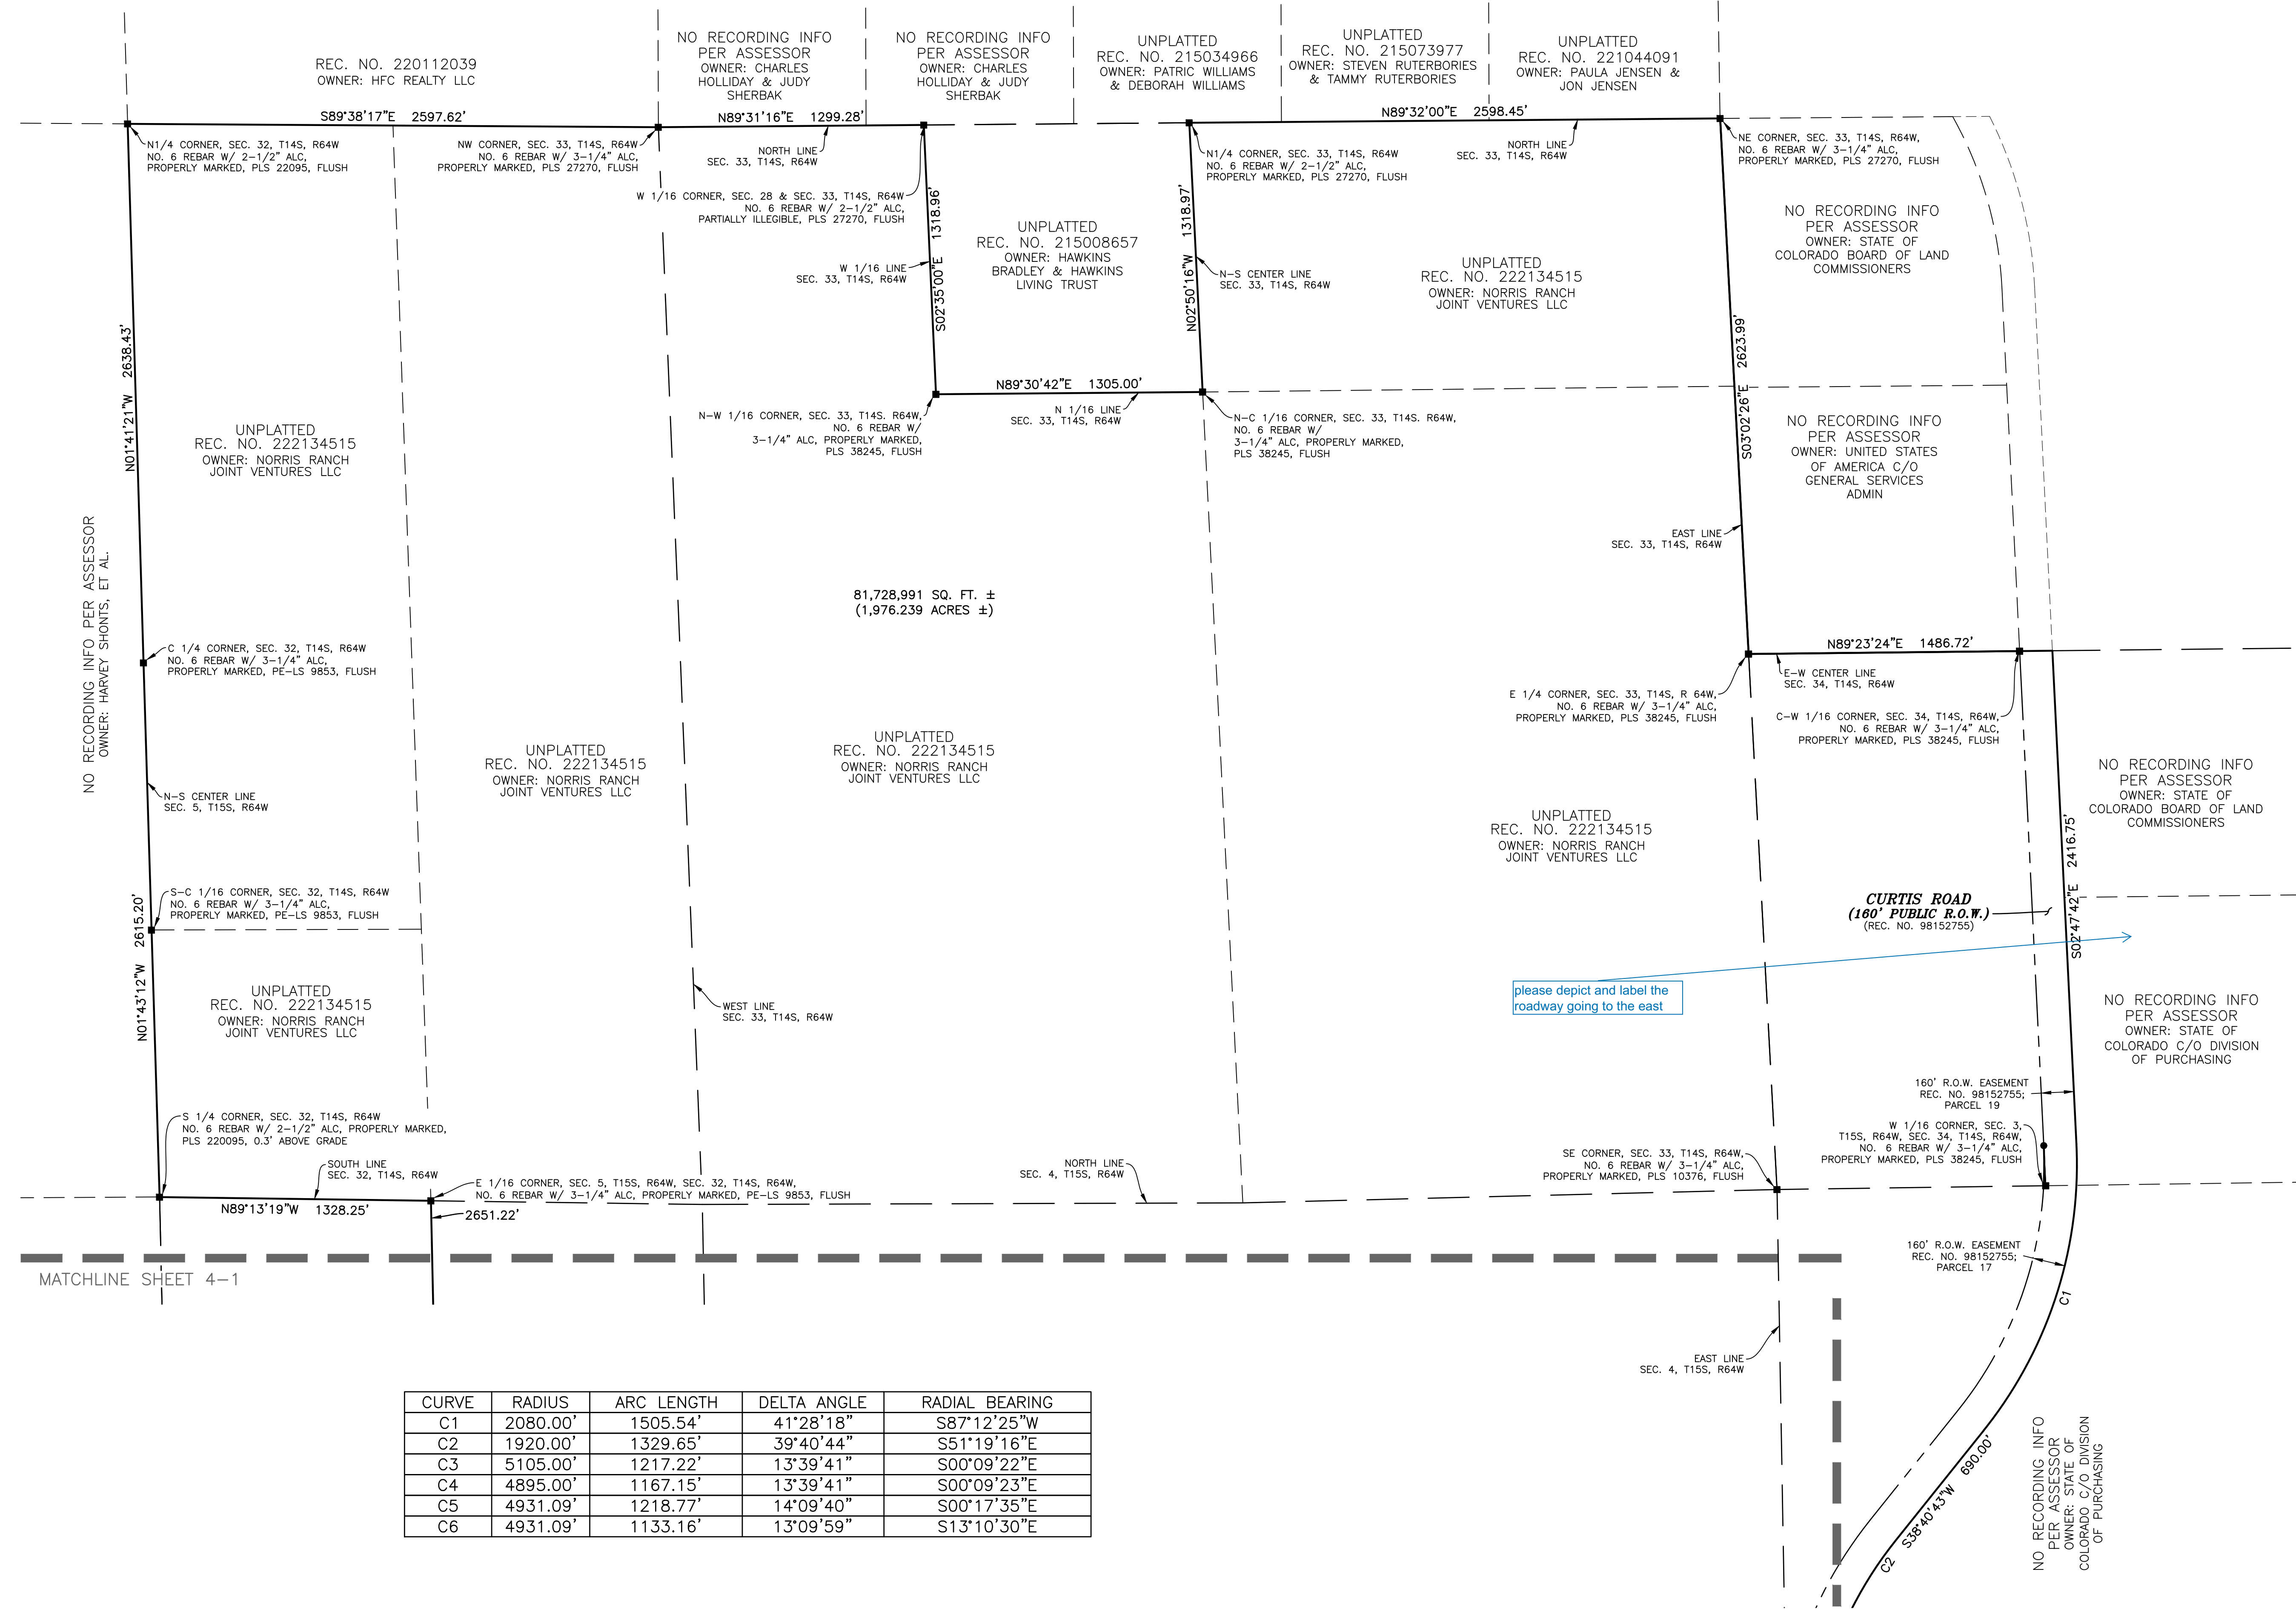 REC. NO. 220112039
OWNER: HFC REALTY LLC
NO RECORDING INFO
PER ASSESSOR
OWNER: CHARLES
HOLLIDAY & JUDY
SHERBAK
NO RECORDING INFO
PER ASSESSOR
OWNER: CHARLES
HOLLIDAY & JUDY
SHERBAK
UNPLATTED
REC. NO. 215034966
OWNER: PATRIC WILLIAMS
& DEBORAH WILLIAMS
UNPLATTED
REC. NO. 215073977
OWNER: STEVEN RUTERBORIES
& TAMMY RUTERBORIES
UNPLATTED
REC. NO. 221044091
OWNER: PAULA JENSEN &
JON JENSEN
S89°38'17"E 2597.62'
N89°31'16"E 1299.28'
N89°32'00"E 2598.45'
N1/4 CORNER, SEC. 32, T14S, R64W
NO. 6 REBAR W/ 2-1/2" ALC,
PROPERLY MARKED, PLS 22095, FLUSH
NW CORNER, SEC. 33, T14S, R64W
NO. 6 REBAR W/ 3-1/4" ALC,
PROPERLY MARKED, PLS 27270, FLUSH
NORTH LINE
SEC. 33, T14S, R64W
W 1/16 CORNER, SEC. 28 & SEC. 33, T14S, R64W
NO. 6 REBAR W/ 2-1/2" ALC,
PARTIALLY ILLEGIBLE, PLS 27270, FLUSH
N1/4 CORNER, SEC. 33, T14S, R64W
NO. 6 REBAR W/ 2-1/2" ALC,
PROPERLY MARKED, PLS 27270, FLUSH
NORTH LINE
SEC. 33, T14S, R64W
NE CORNER, SEC. 33, T14S, R64W,
NO. 6 REBAR W/ 3-1/4" ALC,
PROPERLY MARKED, PLS 27270, FLUSH
W 1/16 LINE
SEC. 33, T14S, R64W
S02°35'00"E 1318.96'
UNPLATTED
REC. NO. 215008657
OWNER: HAWKINS
BRADLEY & HAWKINS
LIVING TRUST
N02°50'16"W 1318.97'
N-S CENTER LINE
SEC. 33, T14S, R64W
UNPLATTED
REC. NO. 222134515
OWNER: NORRIS RANCH
JOINT VENTURES LLC
NO RECORDING INFO
PER ASSESSOR
OWNER: STATE OF
COLORADO BOARD OF LAND
COMMISSIONERS
N01°41'21"W 2638.43'
S03°02'26"E 2623.99'
N89°30'42"E 1305.00'
N 1/16 LINE
SEC. 33, T14S, R64W
N-W 1/16 CORNER, SEC. 33, T14S. R64W,
NO. 6 REBAR W/
3-1/4" ALC, PROPERLY MARKED,
PLS 38245, FLUSH
N-C 1/16 CORNER, SEC. 33, T14S. R64W,
NO. 6 REBAR W/
3-1/4" ALC, PROPERLY MARKED,
PLS 38245, FLUSH
UNPLATTED
REC. NO. 222134515
OWNER: NORRIS RANCH
JOINT VENTURES LLC
NO RECORDING INFO
PER ASSESSOR
OWNER: UNITED STATES
OF AMERICA C/O
GENERAL SERVICES
ADMIN
EAST LINE
SEC. 33, T14S, R64W
NO RECORDING INFO PER ASSESSOR
OWNER: HARVEY SHONTS, ET AL.
81,728,991 SQ. FT. ±
(1,976.239 ACRES ±)
C 1/4 CORNER, SEC. 32, T14S, R64W
NO. 6 REBAR W/ 3-1/4" ALC,
PROPERLY MARKED, PE-LS 9853, FLUSH
N89°23'24"E 1486.72'
E-W CENTER LINE
SEC. 34, T14S, R64W
E 1/4 CORNER, SEC. 33, T14S, R 64W,
NO. 6 REBAR W/ 3-1/4" ALC,
PROPERLY MARKED, PLS 38245, FLUSH
C-W 1/16 CORNER, SEC. 34, T14S, R64W,
NO. 6 REBAR W/ 3-1/4" ALC,
PROPERLY MARKED, PLS 38245, FLUSH
N-S CENTER LINE
SEC. 5, T15S, R64W
UNPLATTED
REC. NO. 222134515
OWNER: NORRIS RANCH
JOINT VENTURES LLC
UNPLATTED
REC. NO. 222134515
OWNER: NORRIS RANCH
JOINT VENTURES LLC
UNPLATTED
REC. NO. 222134515
OWNER: NORRIS RANCH
JOINT VENTURES LLC
NO RECORDING INFO
PER ASSESSOR
OWNER: STATE OF
COLORADO BOARD OF LAND
COMMISSIONERS
S02°47'42"E 2416.75'
CURTIS ROAD
(160' PUBLIC R.O.W.)
(REC. NO. 98152755)
S-C 1/16 CORNER, SEC. 32, T14S, R64W
NO. 6 REBAR W/ 3-1/4" ALC,
PROPERLY MARKED, PE-LS 9853, FLUSH
N01°43'12"W 2615.20'
UNPLATTED
REC. NO. 222134515
OWNER: NORRIS RANCH
JOINT VENTURES LLC
WEST LINE
SEC. 33, T14S, R64W
please depict and label the
roadway going to the east
NO RECORDING INFO
PER ASSESSOR
OWNER: STATE OF
COLORADO C/O DIVISION
OF PURCHASING
160' R.O.W. EASEMENT
REC. NO. 98152755;
PARCEL 19
W 1/16 CORNER, SEC. 3,
T15S, R64W, SEC. 34, T14S, R64W,
NO. 6 REBAR W/ 3-1/4" ALC,
PROPERLY MARKED, PLS 38245, FLUSH
S 1/4 CORNER, SEC. 32, T14S, R64W
NO. 6 REBAR W/ 2-1/2" ALC, PROPERLY MARKED,
PLS 220095, 0.3' ABOVE GRADE
SOUTH LINE
SEC. 32, T14S, R64W
E 1/16 CORNER, SEC. 5, T15S, R64W, SEC. 32, T14S, R64W,
NO. 6 REBAR W/ 3-1/4" ALC, PROPERLY MARKED, PE-LS 9853, FLUSH
NORTH LINE
SEC. 4, T15S, R64W
SE CORNER, SEC. 33, T14S, R64W,
NO. 6 REBAR W/ 3-1/4" ALC,
PROPERLY MARKED, PLS 10376, FLUSH
N89°13'19"W 1328.25'
2651.22'
160' R.O.W. EASEMENT
REC. NO. 98152755;
PARCEL 17
MATCHLINE SHEET 4-1
C1
EAST LINE
SEC. 4, T15S, R64W
CURVE RADIUS ARC LENGTH DELTA ANGLE RADIAL BEARING
C1 2080.00' 1505.54' 41°28'18" S87°12'25"W
C2 1920.00' 1329.65' 39°40'44" S51°19'16"E
C3 5105.00' 1217.22' 13°39'41" S00°09'22"E
C4 4895.00' 1167.15' 13°39'41" S00°09'23"E
C5 4931.09' 1218.77' 14°09'40" S00°17'35"E
C6 4931.09' 1133.16' 13°09'59" S13°10'30"E
S38°40'43"W 690.00'
C2
NO RECORDING INFO
PER ASSESSOR
OWNER: STATE OF
COLORADO C/O DIVISION
OF PURCHASING